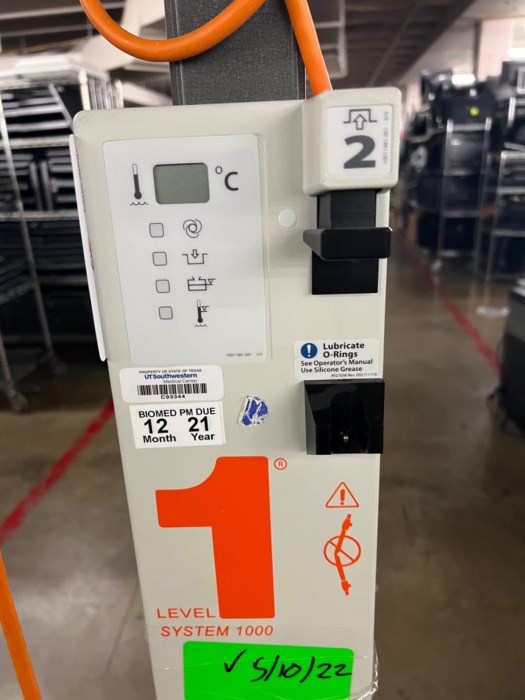 2
°C
Lubricate
O-Rings
See Operator's Manual
Use Silicone Grease
PROPERTY OF STATE OF TEXAS
UTSouthwestern
Medical Center
C93344
BIOMED PM DUE
12 21
Month Year
1®
LEVEL
SYSTEM 1000
✓ 5/10/22